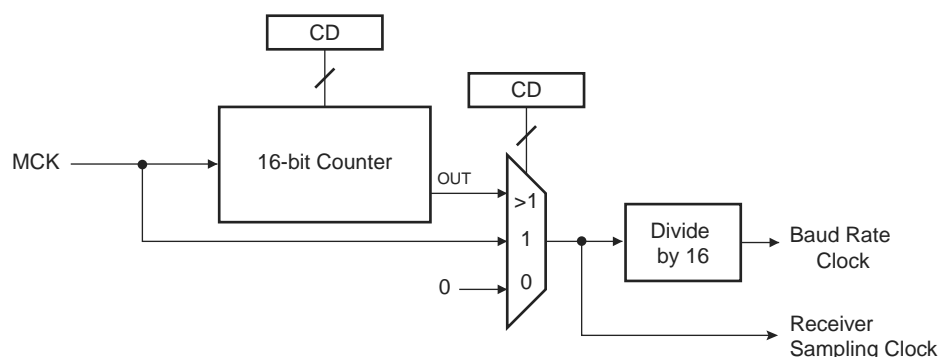 CD
CD
MCK
16-bit Counter
OUT
>1
1
0
0
Divide
by 16
Baud Rate
Clock
Receiver
Sampling Clock